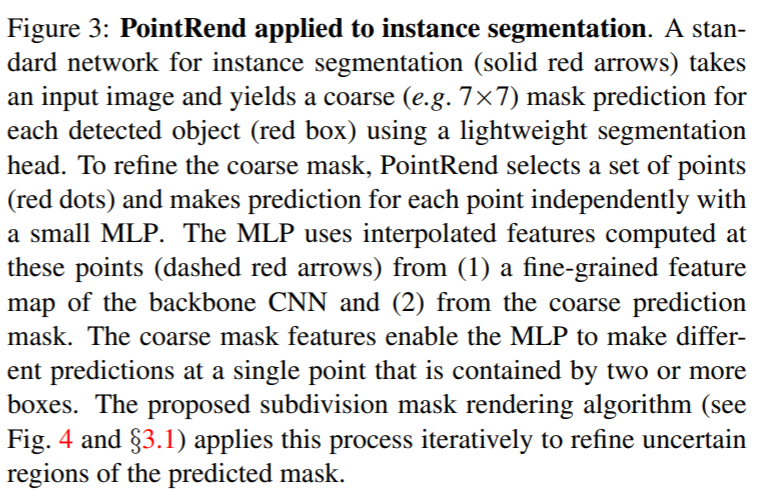 Figure 3: PointRend applied to instance segmentation. A stan-
dard network for instance segmentation (solid red arrows) takes
an input image and yields a coarse (e.g. 7×7) mask prediction for
each detected object (red box) using a lightweight segmentation
head. To refine the coarse mask, PointRend selects a set of points
(red dots) and makes prediction for each point independently with
a small MLP. The MLP uses interpolated features computed at
these points (dashed red arrows) from (1) a fine-grained feature
map of the backbone CNN and (2) from the coarse prediction
mask. The coarse mask features enable the MLP to make differ-
ent predictions at a single point that is contained by two or more
boxes. The proposed subdivision mask rendering algorithm (see
Fig. 4 and §3.1) applies this process iteratively to refine uncertain
regions of the predicted mask.